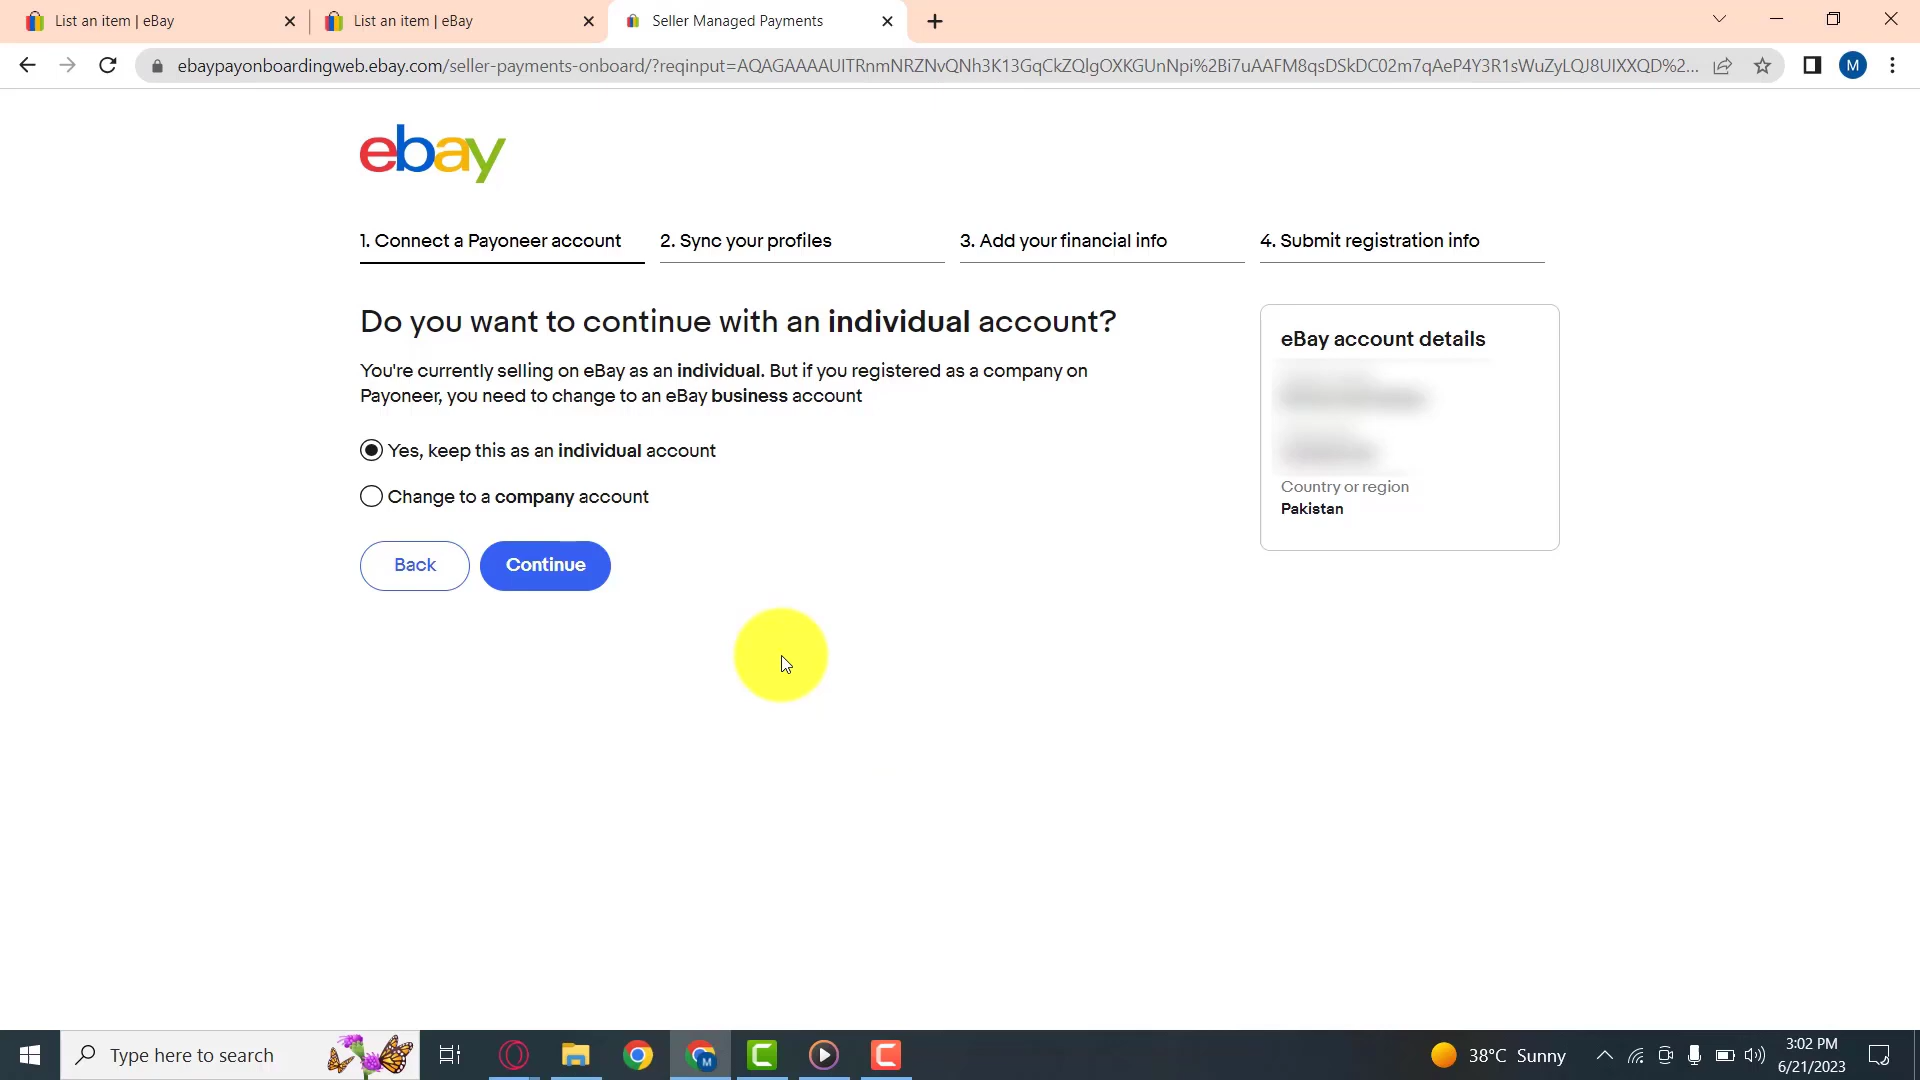 List an item | eBay
List an item | eBay
Seller Managed Payments
ebaypayonboardingweb.ebay.com/seller-payments-onboard/?reqinput=AQAGAAAAUITRnmNRZNvQNh3K13GqCkZQlgOXKGUnNpi%2Bi7uAAFM8qsDSkDC02m7qAeP4Y3R1sWuZyLQJ8UIXXQD%2...
M
ebay
1. Connect a Payoneer account
2. Sync your profiles
3. Add your financial info
4. Submit registration info
Do you want to continue with an individual account?
You're currently selling on eBay as an individual. But if you registered as a company on
Payoneer, you need to change to an eBay business account
Yes, keep this as an individual account
Change to a company account
Back
Continue
eBay account details
Country or region
Pakistan
Type here to search
M
38°C Sunny
3:02 PM
6/21/2023